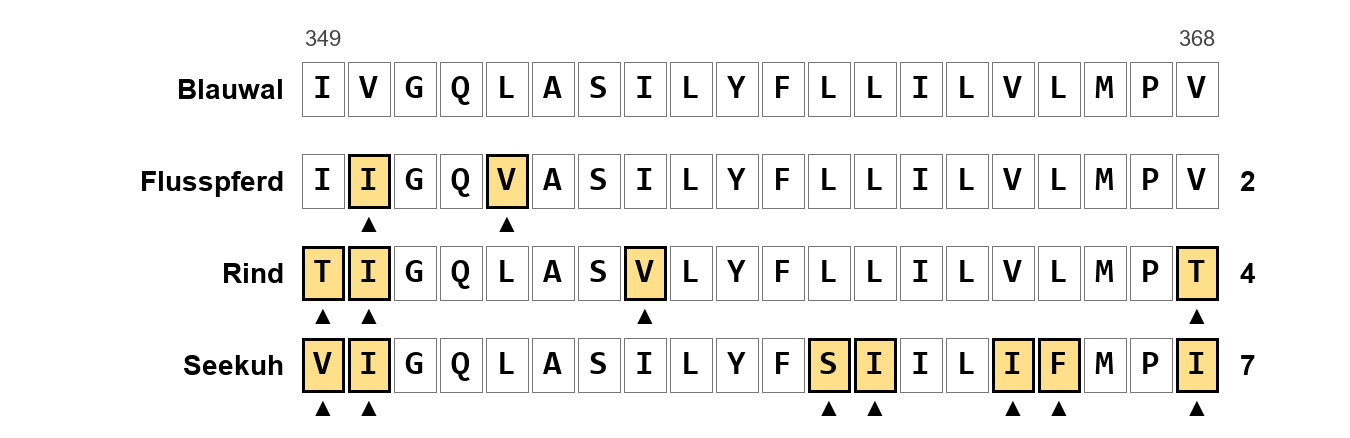 349 368
Blauwal I V G Q L A S I L Y F L L I L V L M P V
Flusspferd I I G Q V A S I L Y F L L I L V L M P V 2
▲ ▲
Rind T I G Q L A S V L Y F L L I L V L M P T 4
▲ ▲ ▲ ▲
Seekuh V I G Q L A S I L Y F S I I L I F M P I 7
▲ ▲ ▲ ▲ ▲ ▲ ▲